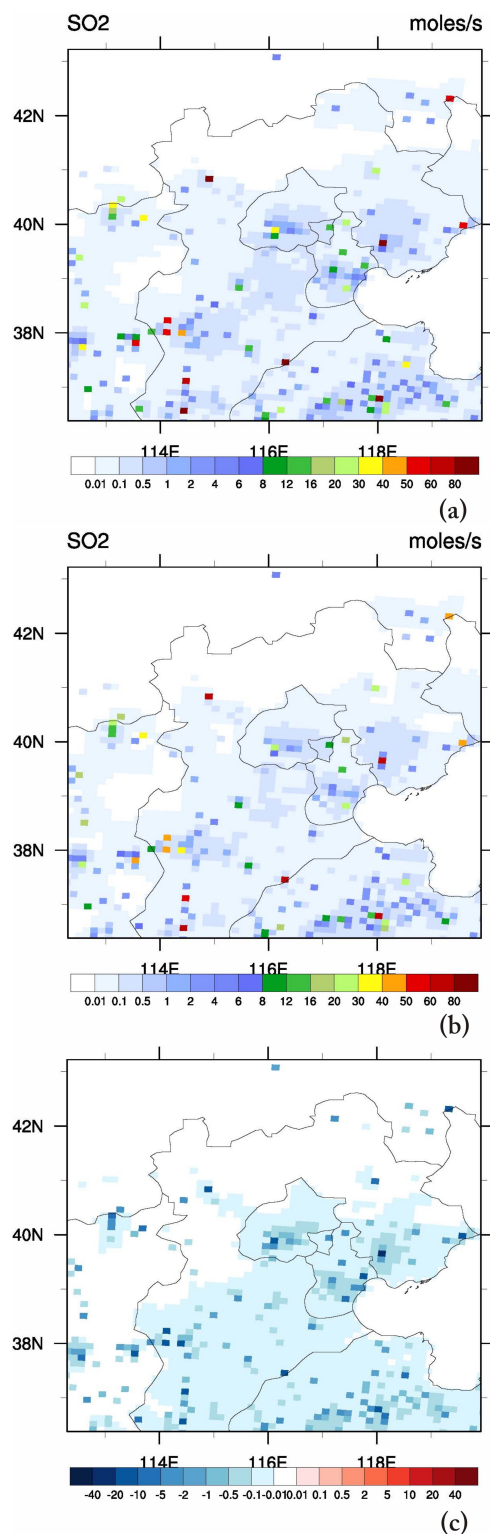 SO2 moles/s
42N
40N
38N
114E 116E 118E
0.01 0.1 0.5 1 2 4 6 8 12 16 20 30 40 50 60 80
(a)
SO2 moles/s
42N
40N
38N
114E 116E 118E
0.01 0.1 0.5 1 2 4 6 8 12 16 20 30 40 50 60 80
(b)
42N
40N
38N
114E 116E 118E
-40 -20 -10 -5 -2 -1 -0.5 -0.1 -0.01 0.01 0.1 0.5 2 5 10 20 40
(c)